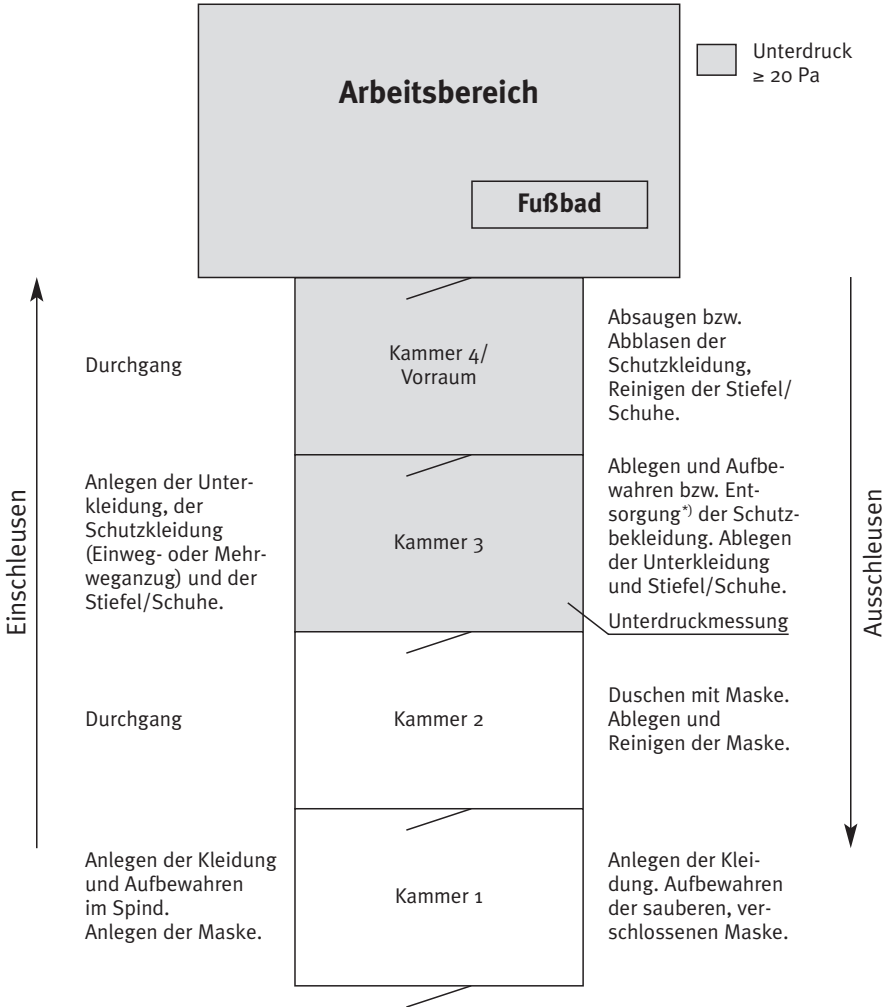 Arbeitsbereich
Unterdruck
≥ 20 Pa
Fußbad
Einschleusen
Durchgang
Kammer 4/
Vorraum
Absaugen bzw.
Abblasen der
Schutzkleidung,
Reinigen der Stiefel/
Schuhe.
Anlegen der Unter-
kleidung, der
Schutzkleidung
(Einweg- oder Mehr-
weganzug) und der
Stiefel/Schuhe.
Kammer 3
Ablegen und Aufbe-
wahren bzw. Ent-
sorgung*) der Schutz-
bekleidung. Ablegen
der Unterkleidung
und Stiefel/Schuhe.
Unterdruckmessung
Ausschleusen
Durchgang
Kammer 2
Duschen mit Maske.
Ablegen und
Reinigen der Maske.
Anlegen der Kleidung
und Aufbewahren
im Spind.
Anlegen der Maske.
Kammer 1
Anlegen der Klei-
dung. Aufbewahren
der sauberen, ver-
schlossenen Maske.